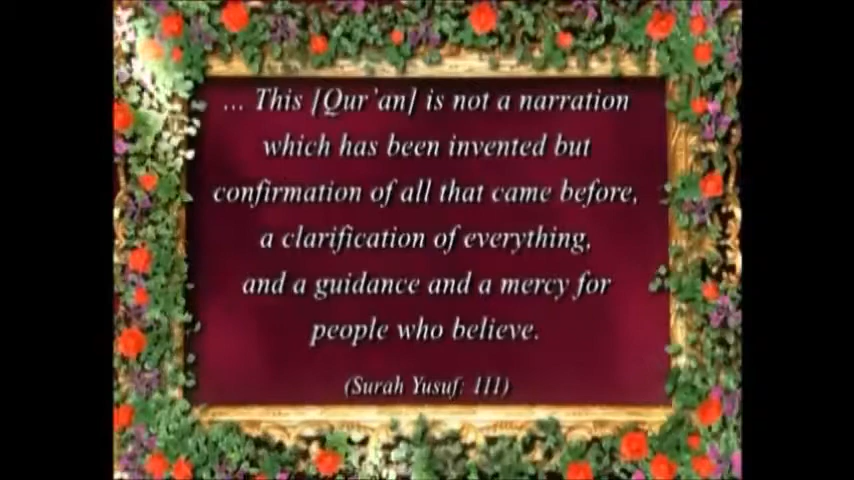 ... This [Qur'an] is not a narration
which has been invented but
confirmation of all that came before,
a clarification of everything,
and a guidance and a mercy for
people who believe.
(Surah Yusuf: 111)